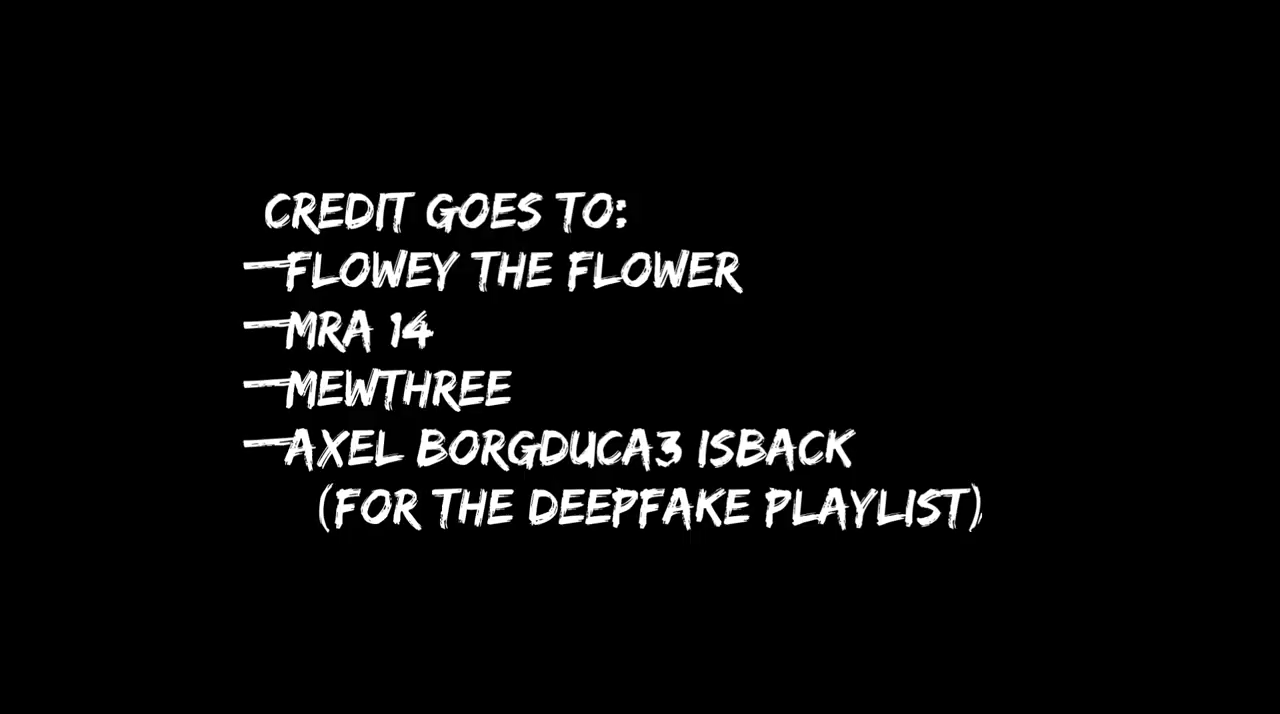 CREDIT GOES TO:
—FLOWEY THE FLOWER
—MRA 14
—MEWTHREE
—AXEL BORGDUCA3 ISBACK
(FOR THE DEEPFAKE PLAYLIST)